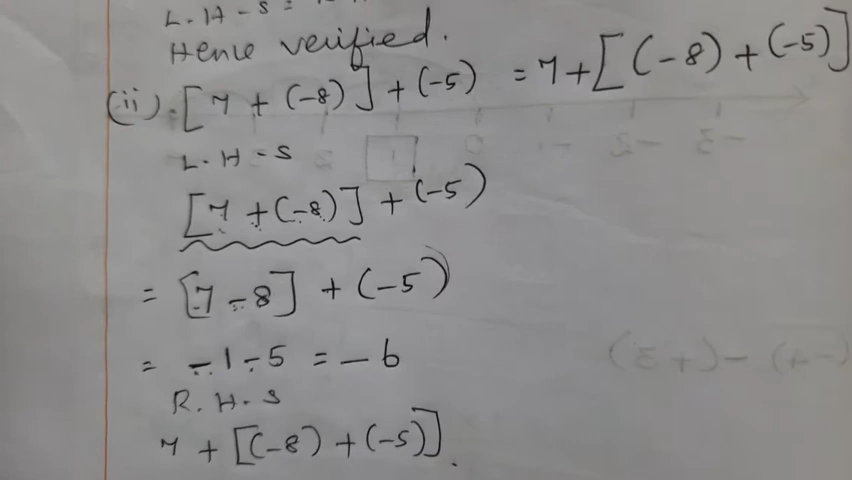 L.H-S =
Hence verified.
(ii). [7 + (-8)] + (-5) = 7 + [(-8) + (-5)]
L.H-S
[7 + (-8)] + (-5)
= [7 - 8] + (-5)
= -1 - 5 = -6
R.H-S
7 + [(-8) + (-5)].